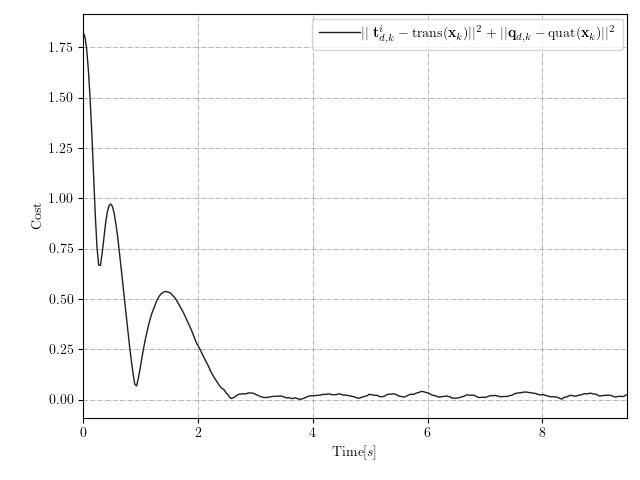 || t^i_{d,k} − trans(x_k)||^2 + ||q_{d,k} − quat(x_k)||^2
1.75
1.50
1.25
1.00
0.75
0.50
0.25
0.00
Cost
0 2 4 6 8
Time[s]